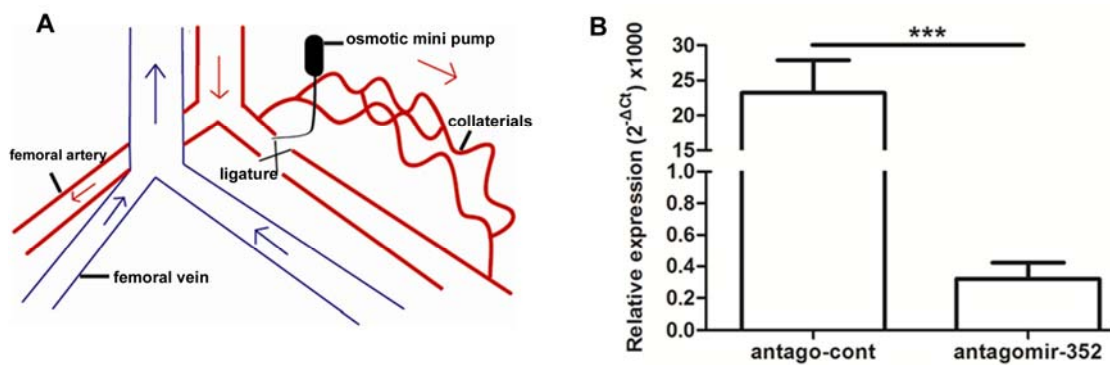 A
osmotic mini pump
collaterials
femoral artery
ligature
femoral vein
B
***
Relative expression (2^-ΔCt) x1000
30
25
20
15
1.0
0.8
0.6
0.4
0.2
0.0
antago-cont
antagomir-352